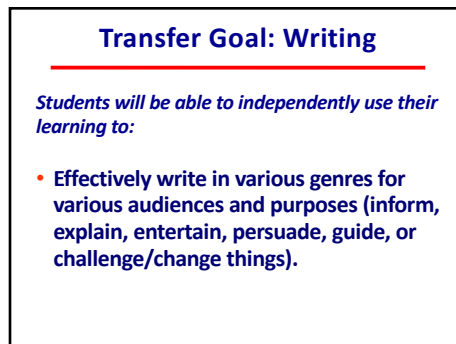 Transfer Goal: Writing
Students will be able to independently use their
learning to:
• Effectively write in various genres for
various audiences and purposes (inform,
explain, entertain, persuade, guide, or
challenge/change things).